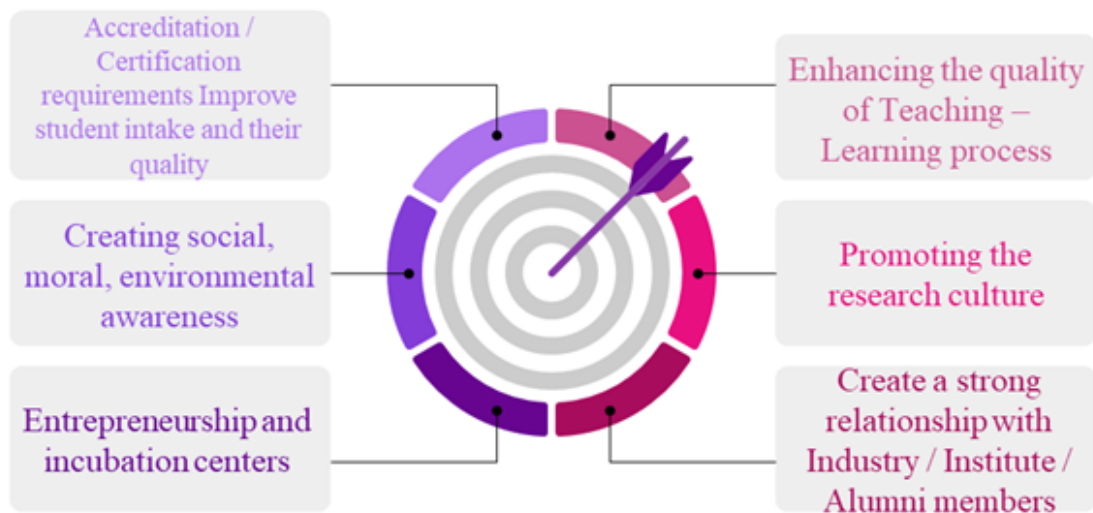 Accreditation /
Certification
requirements Improve
student intake and their
quality
Creating social,
moral, environmental
awareness
Entrepreneurship and
incubation centers
Enhancing the quality
of Teaching –
Learning process
Promoting the
research culture
Create a strong
relationship with
Industry / Institute /
Alumni members